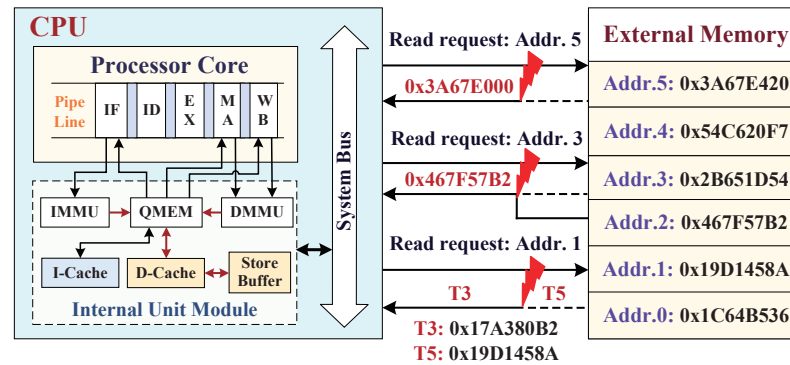 CPU
Processor Core
Pipe
Line
IF
ID
E
X
M
A
W
B
IMMU
QMEM
DMMU
I-Cache
D-Cache
Store
Buffer
Internal Unit Module
System Bus
Read request: Addr. 5
0x3A67E000
Read request: Addr. 3
0x467F57B2
Read request: Addr. 1
T3
T5
T3: 0x17A380B2
T5: 0x19D1458A
External Memory
Addr.5: 0x3A67E420
Addr.4: 0x54C620F7
Addr.3: 0x2B651D54
Addr.2: 0x467F57B2
Addr.1: 0x19D1458A
Addr.0: 0x1C64B536